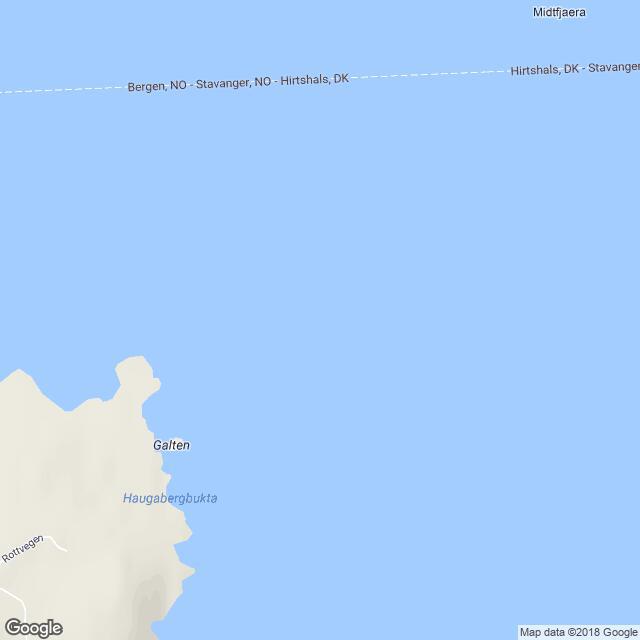 Midtfjaera
Bergen, NO - Stavanger, NO - Hirtshals, DK
Hirtshals, DK - Stavanger
Galten
Haugabergbukta
Rottvegen
Google
Map data ©2018 Google